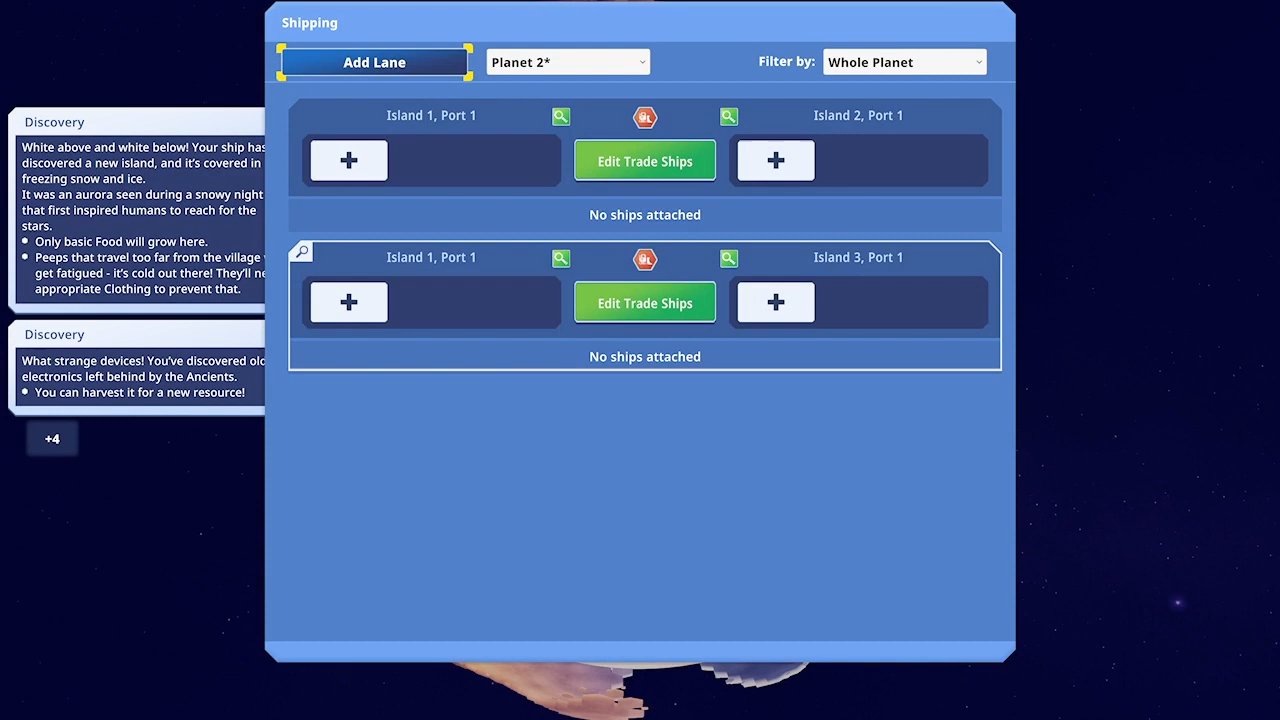 Shipping
Add Lane
Planet 2*
Filter by:
Whole Planet
Island 1, Port 1
Island 2, Port 1
Edit Trade Ships
No ships attached
Island 1, Port 1
Island 3, Port 1
Edit Trade Ships
No ships attached
Discovery
White above and white below! Your ship has
discovered a new island, and it's covered in
freezing snow and ice.
It was an aurora seen during a snowy night
that first inspired humans to reach for the
stars.
Only basic Food will grow here.
Peeps that travel too far from the village
get fatigued - it's cold out there! They'll
appropriate Clothing to prevent that.
Discovery
What strange devices! You've discovered
electronics left behind by the Ancients.
You can harvest it for a new resource!
+4